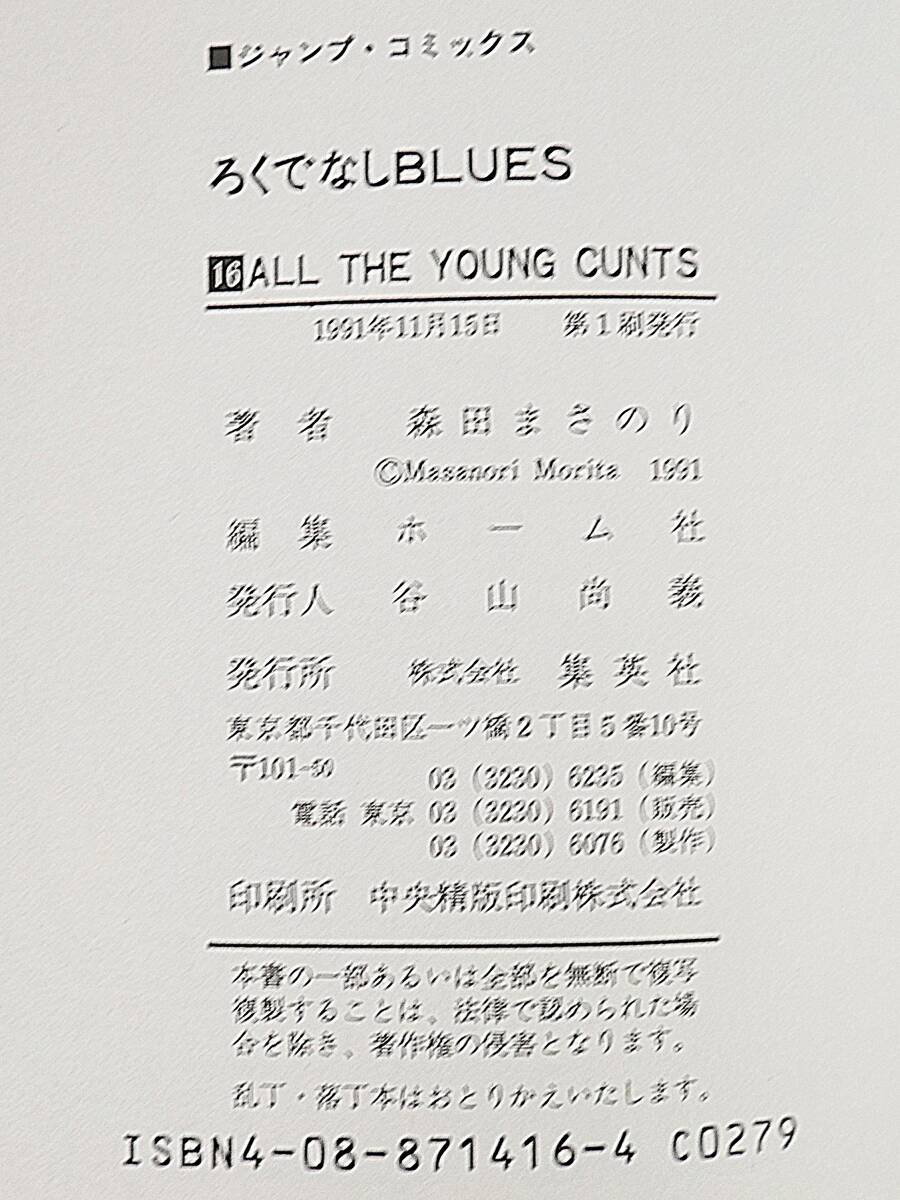 ■ジャンプ・コミックス
ろくでなしBLUES
16 ALL THE YOUNG CUNTS
1991年11月15日 第1刷発行
著者 森田まさのり
©Masanori Morita 1991
編集 ホーム社
発行人 谷山尚義
発行所 株式会社 集英社
東京都千代田区一ツ橋2丁目5番10号
〒101-50
03 (3230) 6235 (編集)
電話 東京 03 (3230) 6191 (販売)
03 (3230) 6076 (製作)
印刷所 中央精版印刷株式会社
本書の一部あるいは全部を無断で複写
複製することは、法律で認められた場
合を除き、著作権の侵害となります。
乱丁・落丁本はおとりかえいたします。
ISBN4-08-871416-4 C0279